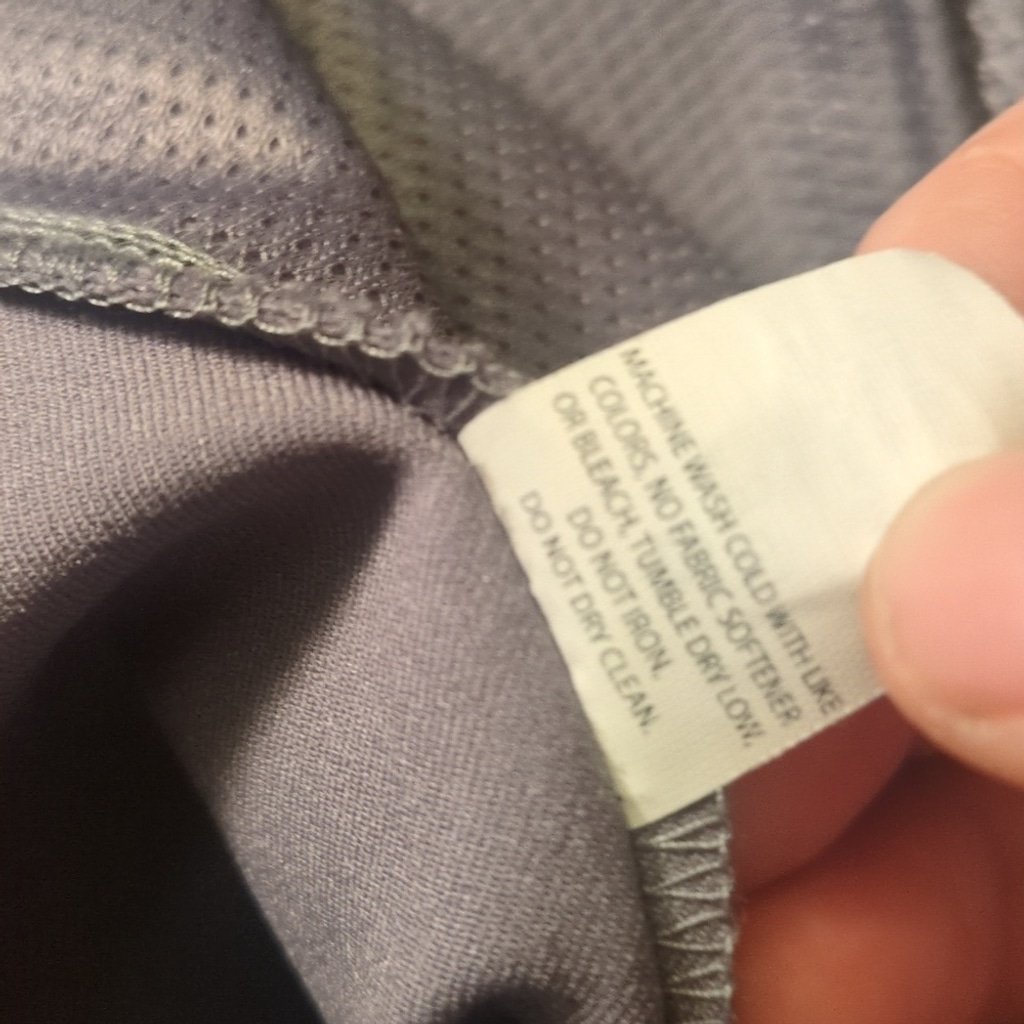 MACHINE WASH COLD WITH LIKE
COLORS. NO FABRIC SOFTENER
OR BLEACH. TUMBLE DRY LOW.
DO NOT IRON.
DO NOT DRY CLEAN.